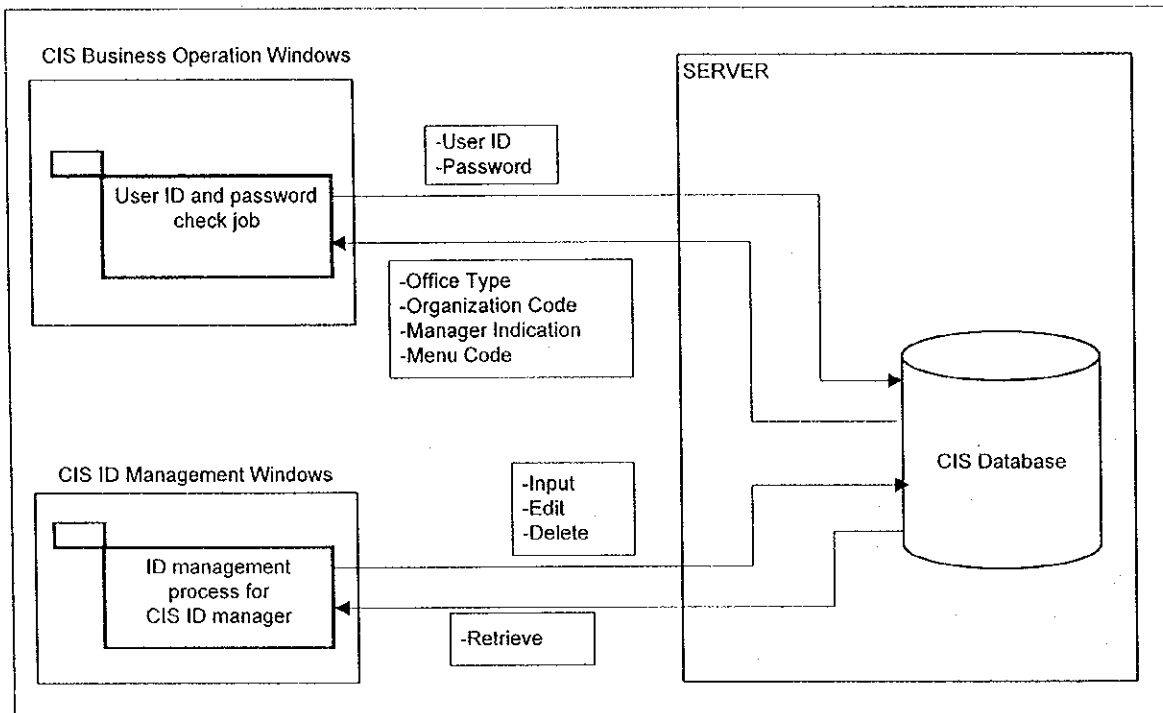 CIS Business Operation Windows
SERVER
-User ID
-Password
User ID and password
check job
-Office Type
-Organization Code
-Manager Indication
-Menu Code
CIS Database
CIS ID Management Windows
-Input
-Edit
-Delete
ID management
process for
CIS ID manager
-Retrieve